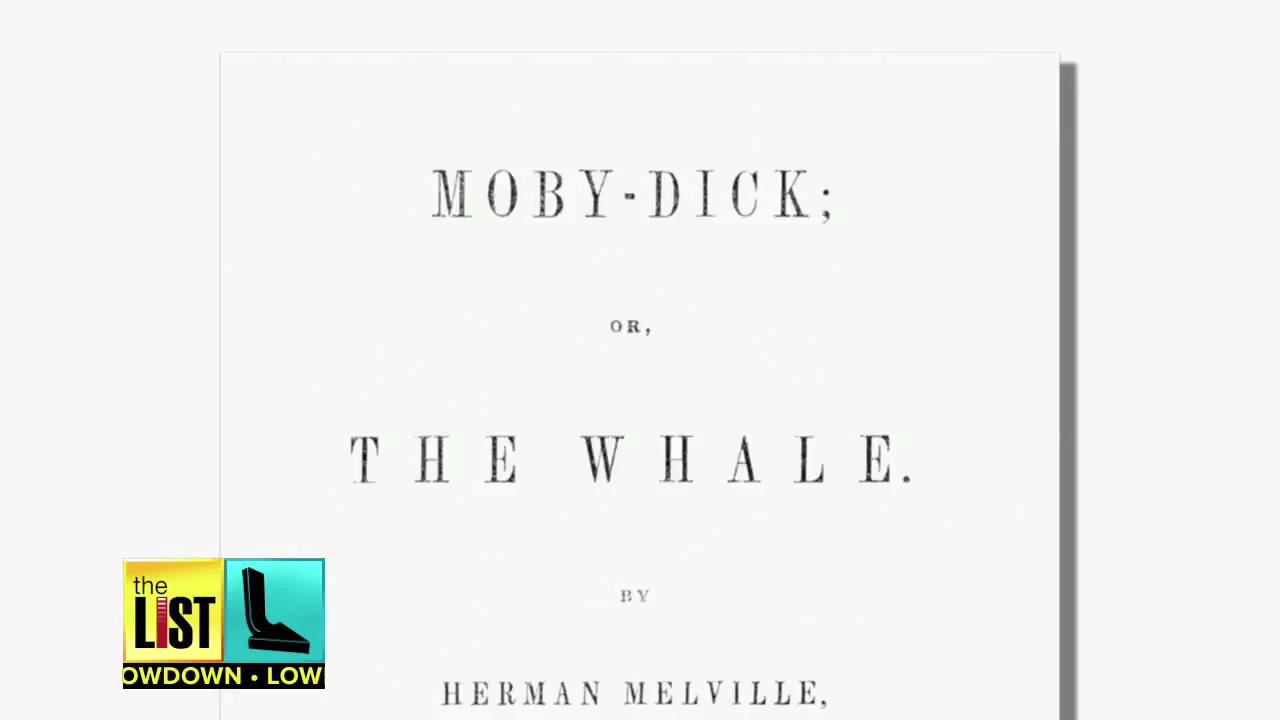 MOBY-DICK;
OR,
THE WHALE.
BY
HERMAN MELVILLE,
the
LIST
OWDOWN • LOW